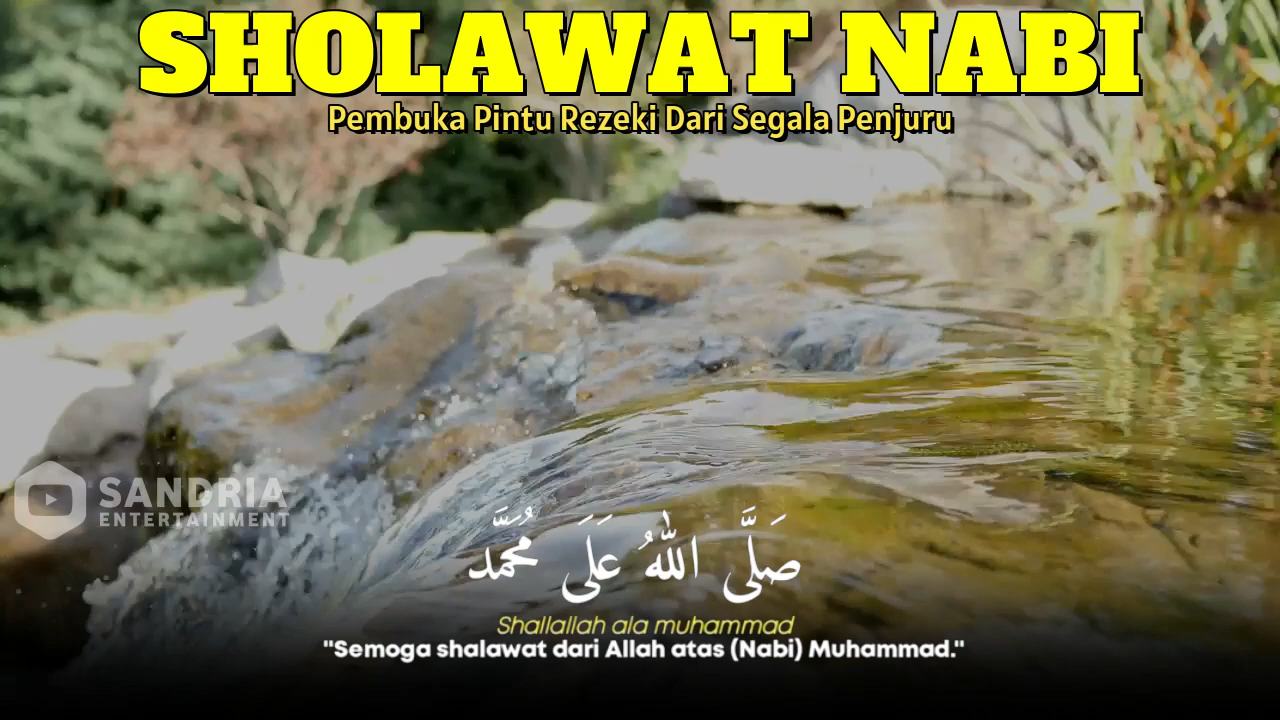 SHOLAWAT NABI
Pembuka Pintu Rezeki Dari Segala Penjuru
SANDRIA
ENTERTAINMENT
صَلَّى اللّٰهُ عَلَى مُحَمَّد
Shallallah ala muhammad
"Semoga shalawat dari Allah atas (Nabi) Muhammad."